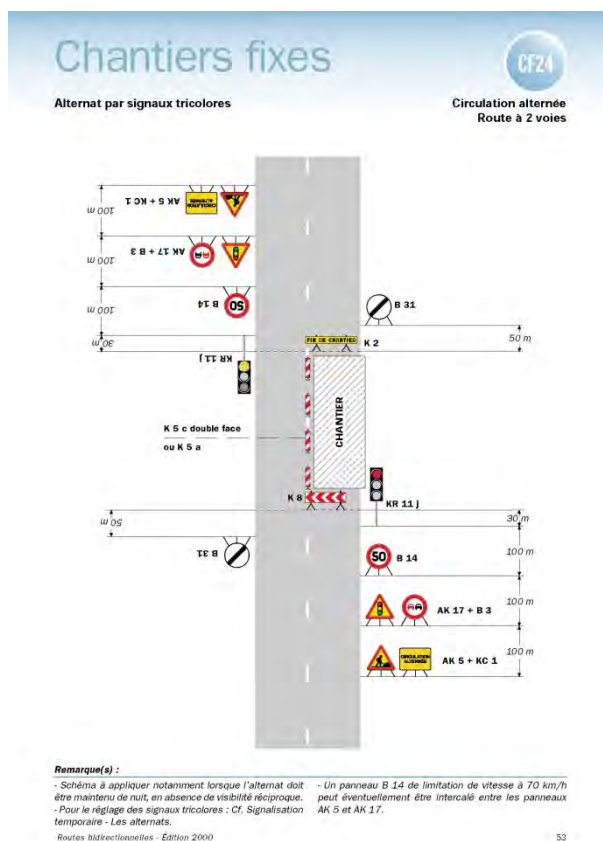 Chantiers fixes
CF24
Alternat par signaux tricolores
Circulation alternée
Route à 2 voies
100 m
CIRCULATION ALTERNÉE
AK 5 + KC 1
100 m
AK 17 + B 3
100 m
50
B 14
B 31
30 m
KR 11 j
FIN DE CHANTIER
K 2
50 m
K 5 c double face
ou K 5 a
CHANTIER
K 8
KR 11 j
30 m
50 m
B 31
50
B 14
100 m
AK 17 + B 3
100 m
CIRCULATION
ALTERNÉE
AK 5 + KC 1
100 m
Remarque(s) :
- Schéma à appliquer notamment lorsque l'alternat doit
être maintenu de nuit, en absence de visibilité réciproque.
- Pour le réglage des signaux tricolores : Cf. Signalisation
temporaire - Les alternats.
- Un panneau B 14 de limitation de vitesse à 70 km/h
peut éventuellement être intercalé entre les panneaux
AK 5 et AK 17.
Routes bidirectionnelles - Édition 2000
53